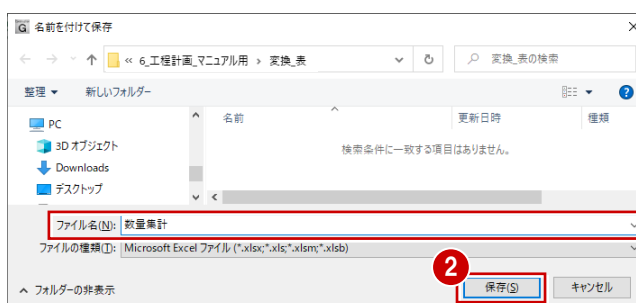 G 名前を付けて保存
« 6_工程計画_マニュアル用 › 変換_表 変換_表の検索
整理 新しいフォルダー
名前 更新日時 種類
PC
検索条件に一致する項目はありません。
3D オブジェクト
Downloads
デスクトップ
ファイル名(N): 数量集計
ファイルの種類(T): Microsoft Excel ファイル (*.xlsx;*.xls;*.xlsm;*.xlsb)
2
フォルダーの非表示 保存(S) キャンセル